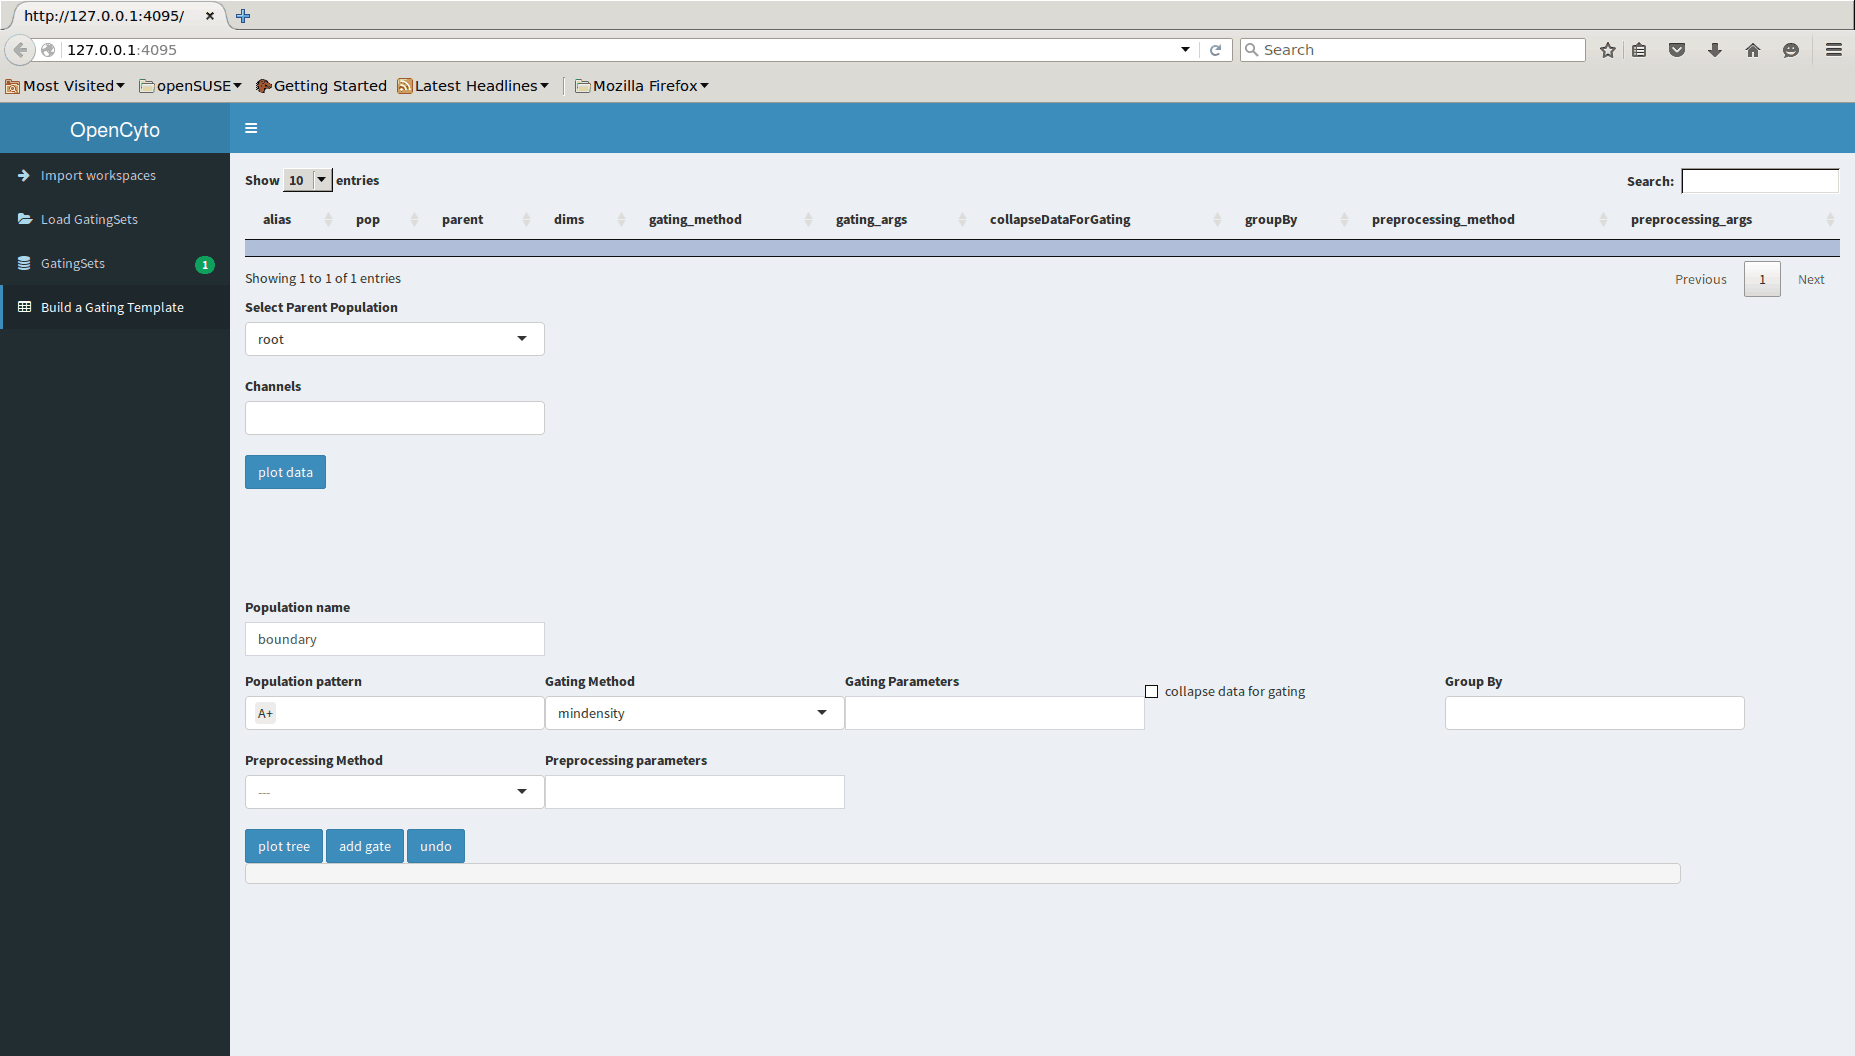 http://127.0.0.1:4095/
127.0.0.1:4095
Search
Most Visited openSUSE Getting Started Latest Headlines Mozilla Firefox
OpenCyto
Import workspaces
Load GatingSets
GatingSets 1
Build a Gating Template
Show 10 entries Search:
alias pop parent dims gating_method gating_args collapseDataForGating groupBy preprocessing_method preprocessing_args
Showing 1 to 1 of 1 entries Previous 1 Next
Select Parent Population
root
Channels
plot data
Population name
boundary
Population pattern Gating Method Gating Parameters collapse data for gating Group By
A+ mindensity
Preprocessing Method Preprocessing parameters
---
plot tree add gate undo